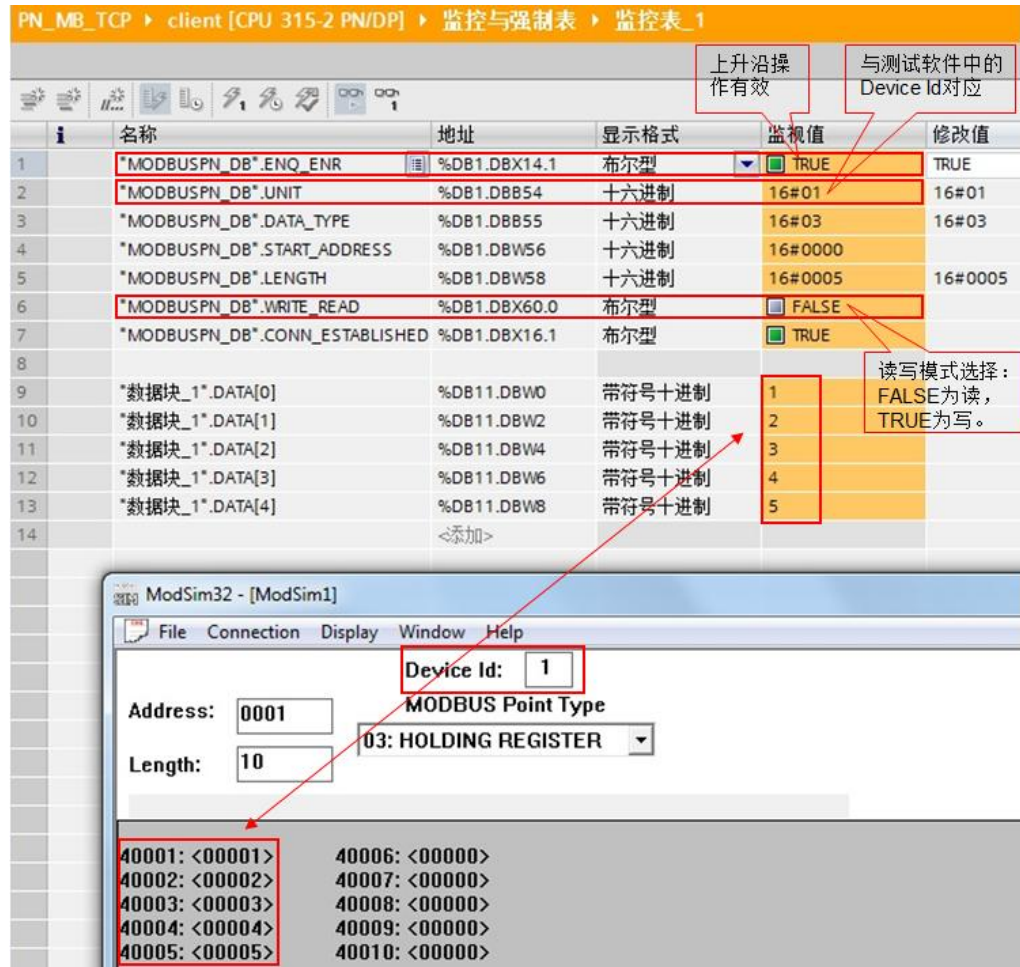 PN_MB_TCP ▸ client [CPU 315-2 PN/DP] ▸ 监控与强制表 ▸ 监控表_1
上升沿操
作有效
与测试软件中的
Device Id对应
i 名称 地址 显示格式 监视值 修改值
1 "MODBUSPN_DB".ENQ_ENR %DB1.DBX14.1 布尔型 TRUE TRUE
2 "MODBUSPN_DB".UNIT %DB1.DBB54 十六进制 16#01 16#01
3 "MODBUSPN_DB".DATA_TYPE %DB1.DBB55 十六进制 16#03 16#03
4 "MODBUSPN_DB".START_ADDRESS %DB1.DBW56 十六进制 16#0000
5 "MODBUSPN_DB".LENGTH %DB1.DBW58 十六进制 16#0005 16#0005
6 "MODBUSPN_DB".WRITE_READ %DB1.DBX60.0 布尔型 FALSE
7 "MODBUSPN_DB".CONN_ESTABLISHED %DB1.DBX16.1 布尔型 TRUE
8
读写模式选择：
FALSE为读，
TRUE为写。
9 "数据块_1".DATA[0] %DB11.DBW0 带符号十进制 1
10 "数据块_1".DATA[1] %DB11.DBW2 带符号十进制 2
11 "数据块_1".DATA[2] %DB11.DBW4 带符号十进制 3
12 "数据块_1".DATA[3] %DB11.DBW6 带符号十进制 4
13 "数据块_1".DATA[4] %DB11.DBW8 带符号十进制 5
14 <添加>
ModSim32 - [ModSim1]
File Connection Display Window Help
Device Id: 1
Address: 0001 MODBUS Point Type
03: HOLDING REGISTER
Length: 10
40001: <00001> 40006: <00000>
40002: <00002> 40007: <00000>
40003: <00003> 40008: <00000>
40004: <00004> 40009: <00000>
40005: <00005> 40010: <00000>